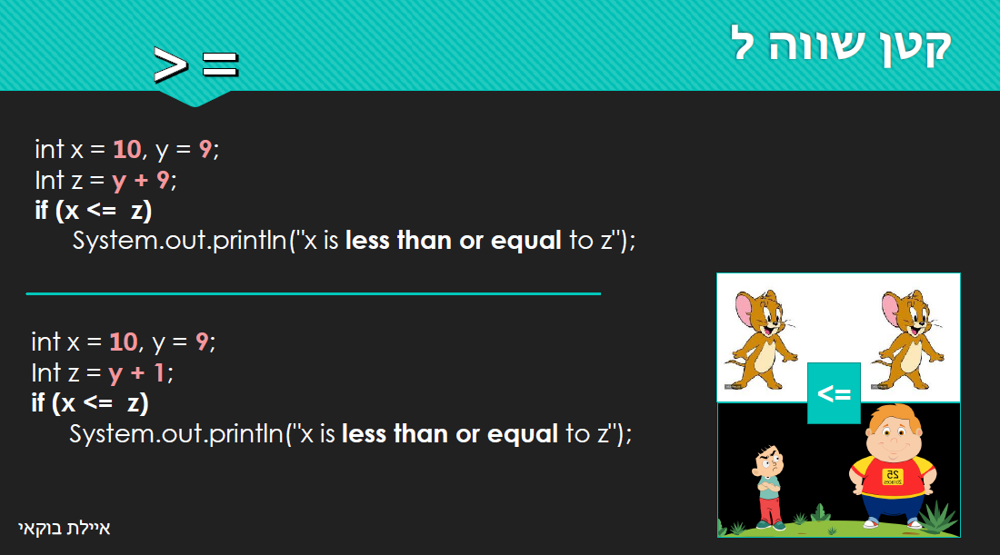 קטן שווה ל
>=
int x = 10, y = 9;
Int z = y + 9;
if (x <=  z)
System.out.println("x is less than or equal to z");
int x = 10, y = 9;
Int z = y + 1;
if (x <=  z)
System.out.println("x is less than or equal to z");
<=
25
איילת בוקאי